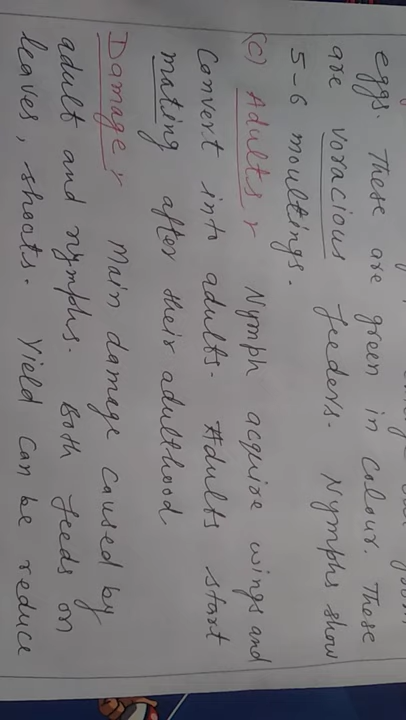 eggs. These are green in colour. These
are voracious feeders. Nymphs show
5-6 moultings.
(c) Adults :- Nymph acquire wings and
convert into adults. Adults start
mating after their adulthood.
Damage :- Main damage caused by
adult and nymphs. Both feeds on
leaves, shoots. Yield can be reduce